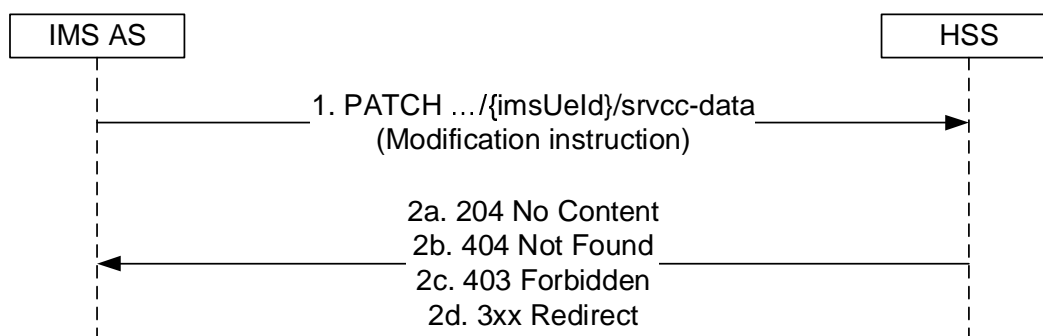 IMS AS
HSS
1. PATCH …/{imsUeId}/srvcc-data
(Modification instruction)
2a. 204 No Content
2b. 404 Not Found
2c. 403 Forbidden
2d. 3xx Redirect